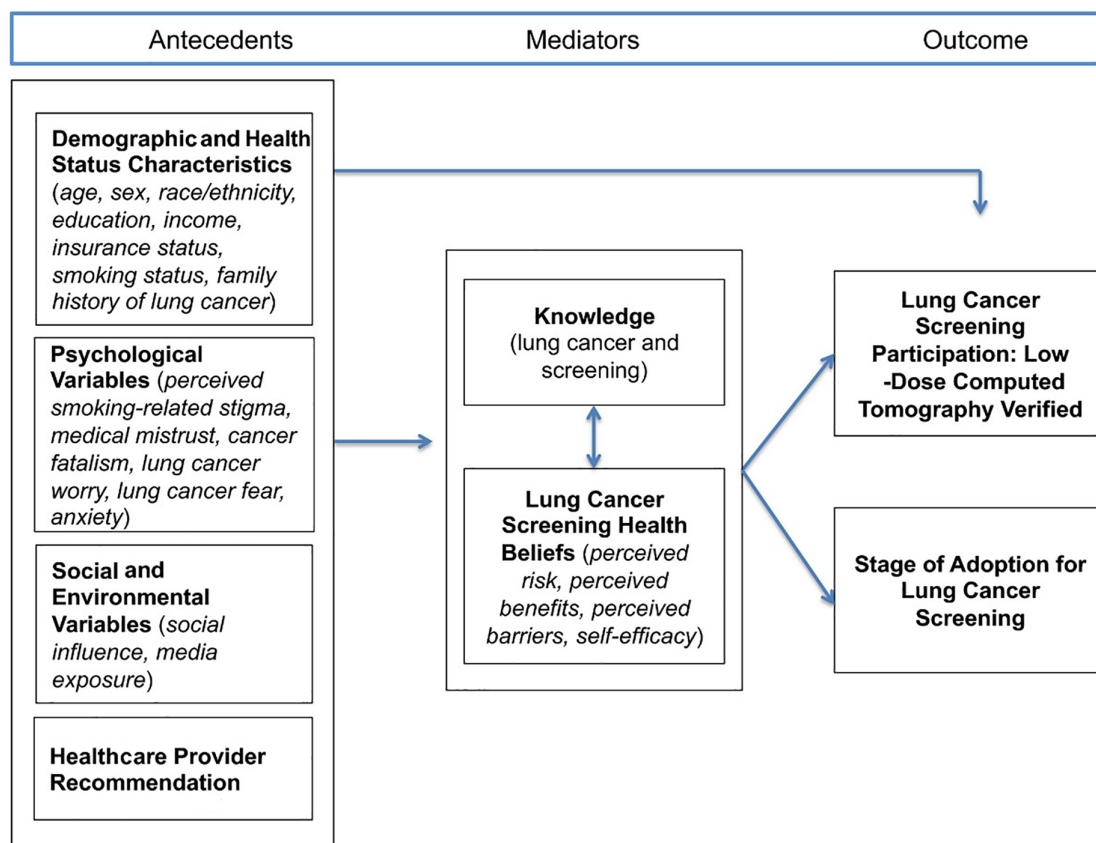 Antecedents
Mediators
Outcome
Demographic and Health
Status Characteristics
(age, sex, race/ethnicity,
education, income,
insurance status,
smoking status, family
history of lung cancer)
Psychological
Variables (perceived
smoking-related stigma,
medical mistrust, cancer
fatalism, lung cancer
worry, lung cancer fear,
anxiety)
Social and
Environmental
Variables (social
influence, media
exposure)
Healthcare Provider
Recommendation
Knowledge
(lung cancer and
screening)
Lung Cancer
Screening Health
Beliefs (perceived
risk, perceived
benefits, perceived
barriers, self-efficacy)
Lung Cancer
Screening
Participation: Low
-Dose Computed
Tomography Verified
Stage of Adoption for
Lung Cancer
Screening